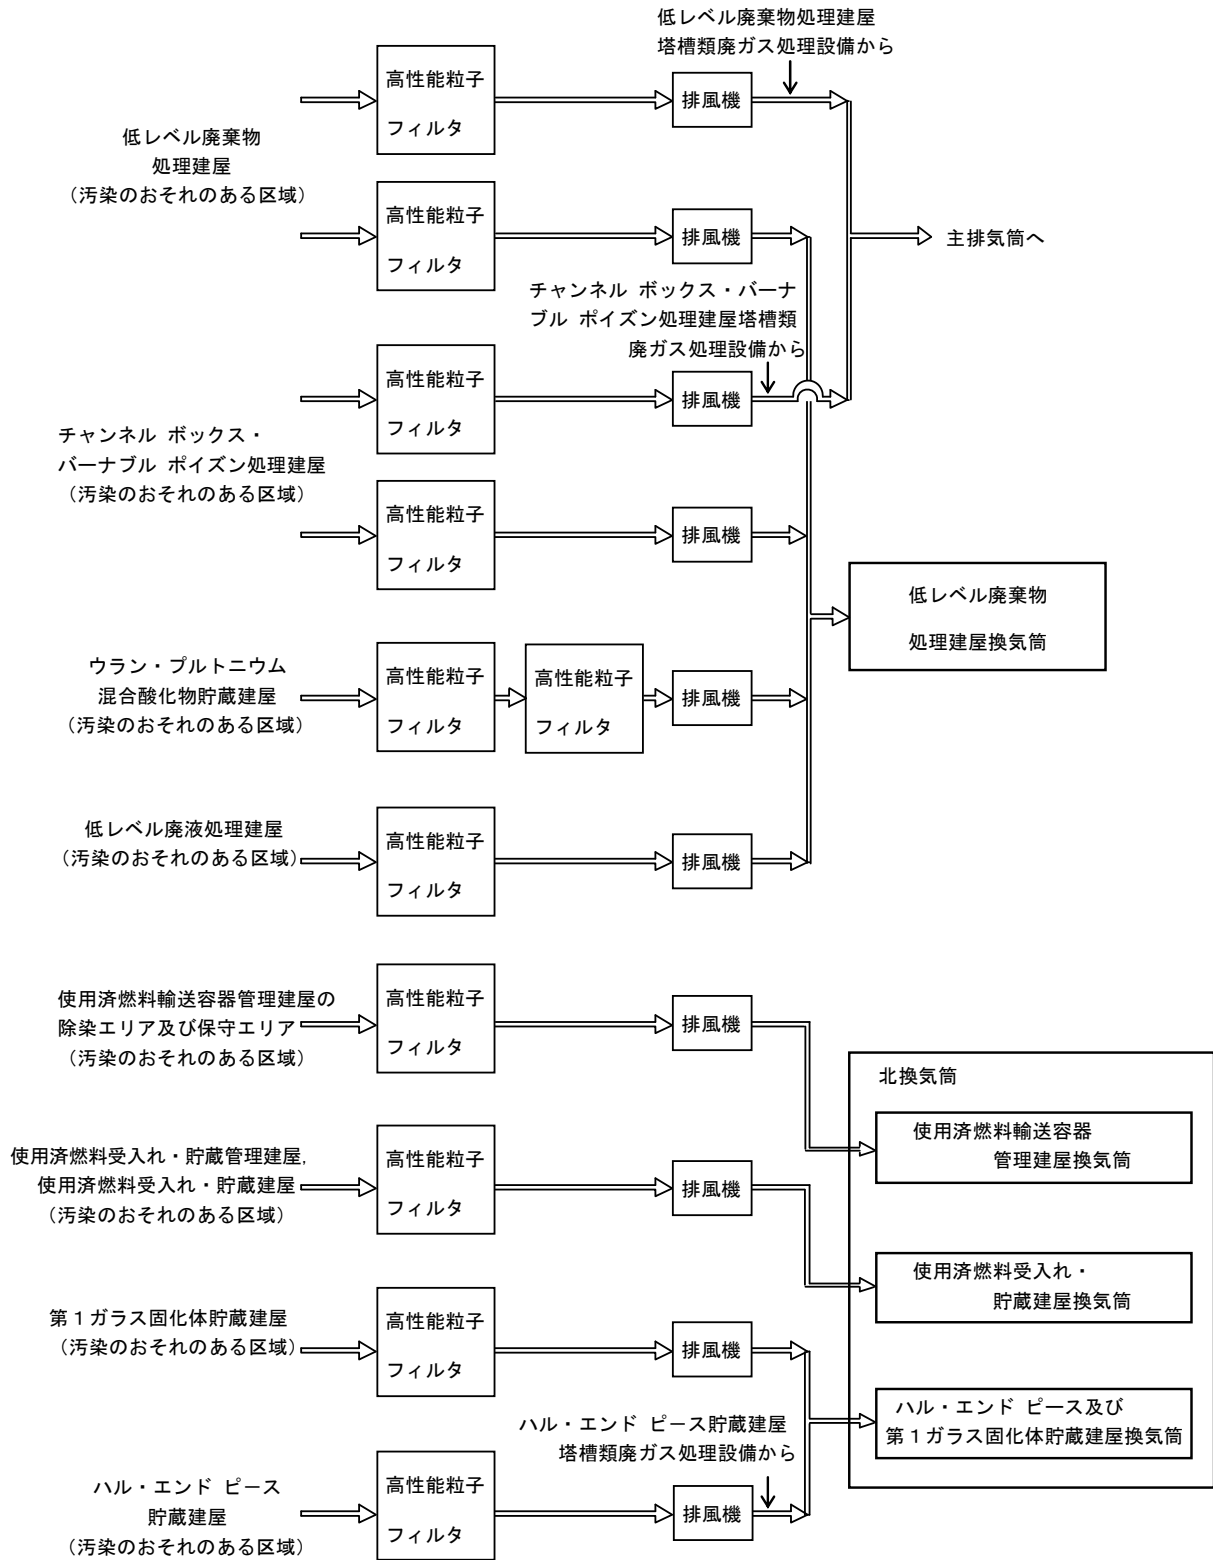 低レベル廃棄物処理建屋
塔槽類廃ガス処理設備から
高性能粒子
フィルタ
排風機
低レベル廃棄物
処理建屋
(汚染のおそれのある区域)
高性能粒子
フィルタ
排風機
主排気筒へ
チャンネル ボックス・バーナ
ブル ポイズン処理建屋塔槽類
廃ガス処理設備から
高性能粒子
フィルタ
排風機
チャンネル ボックス・
バーナブル ポイズン処理建屋
(汚染のおそれのある区域)
高性能粒子
フィルタ
排風機
低レベル廃棄物
処理建屋換気筒
ウラン・プルトニウム
混合酸化物貯蔵建屋
(汚染のおそれのある区域)
高性能粒子
フィルタ
高性能粒子
フィルタ
排風機
低レベル廃液処理建屋
(汚染のおそれのある区域)
高性能粒子
フィルタ
排風機
使用済燃料輸送容器管理建屋の
除染エリア及び保守エリア
(汚染のおそれのある区域)
高性能粒子
フィルタ
排風機
北換気筒
使用済燃料輸送容器
管理建屋換気筒
使用済燃料受入れ・貯蔵管理建屋,
使用済燃料受入れ・貯蔵建屋
(汚染のおそれのある区域)
高性能粒子
フィルタ
排風機
使用済燃料受入れ・
貯蔵建屋換気筒
第1ガラス固化体貯蔵建屋
(汚染のおそれのある区域)
高性能粒子
フィルタ
排風機
ハル・エンド ピース及び
第1ガラス固化体貯蔵建屋換気筒
ハル・エンド ピース貯蔵建屋
塔槽類廃ガス処理設備から
ハル・エンド ピース
貯蔵建屋
(汚染のおそれのある区域)
高性能粒子
フィルタ
排風機